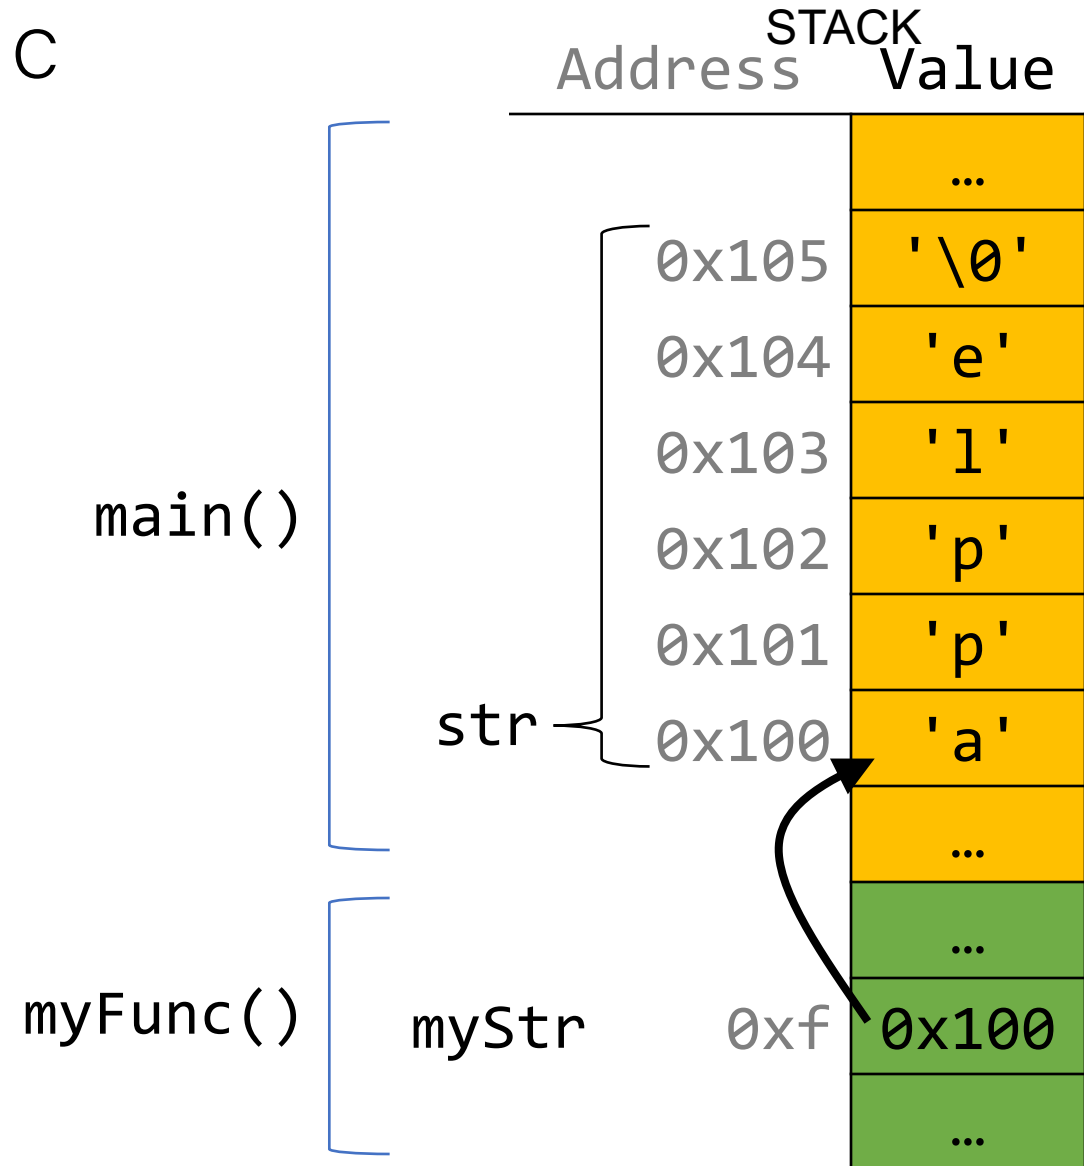 C
STACK
Address Value
…
0x105 '\0'
0x104 'e'
0x103 'l'
main()
0x102 'p'
0x101 'p'
str
0x100 'a'
…
…
myFunc()
myStr 0xf 0x100
…